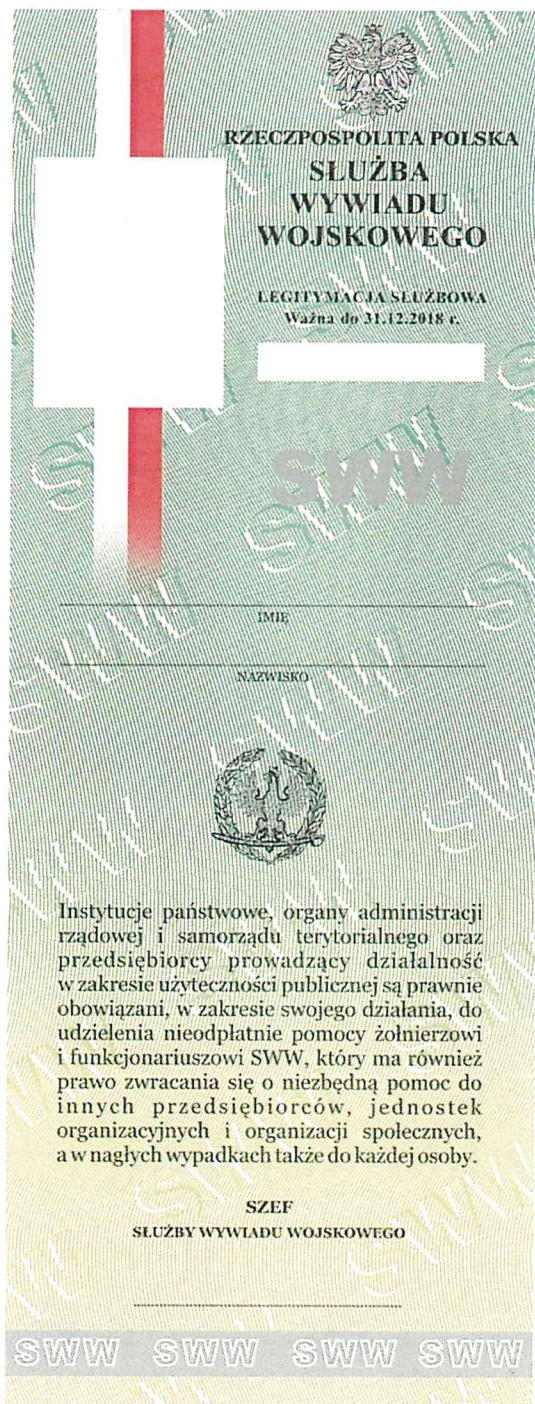 RZECZPOSPOLITA POLSKA
SŁUŻBA
WYWIADU
WOJSKOWEGO
LEGITYMACJA SŁUŻBOWA
Ważna do 31.12.2018 r.
SWW
IMIĘ
NAZWISKO
Instytucje państwowe, organy administracji
rządowej i samorządu terytorialnego oraz
przedsiębiorcy prowadzący działalność
w zakresie użyteczności publicznej są prawnie
obowiązani, w zakresie swojego działania, do
udzielenia nieodpłatnie pomocy żołnierzowi
i funkcjonariuszowi SWW, który ma również
prawo zwracania się o niezbędną pomoc do
innych przedsiębiorców, jednostek
organizacyjnych i organizacji społecznych,
a w nagłych wypadkach także do każdej osoby.
SZEF
SŁUŻBY WYWIADU WOJSKOWEGO
SWW SWW SWW SWW